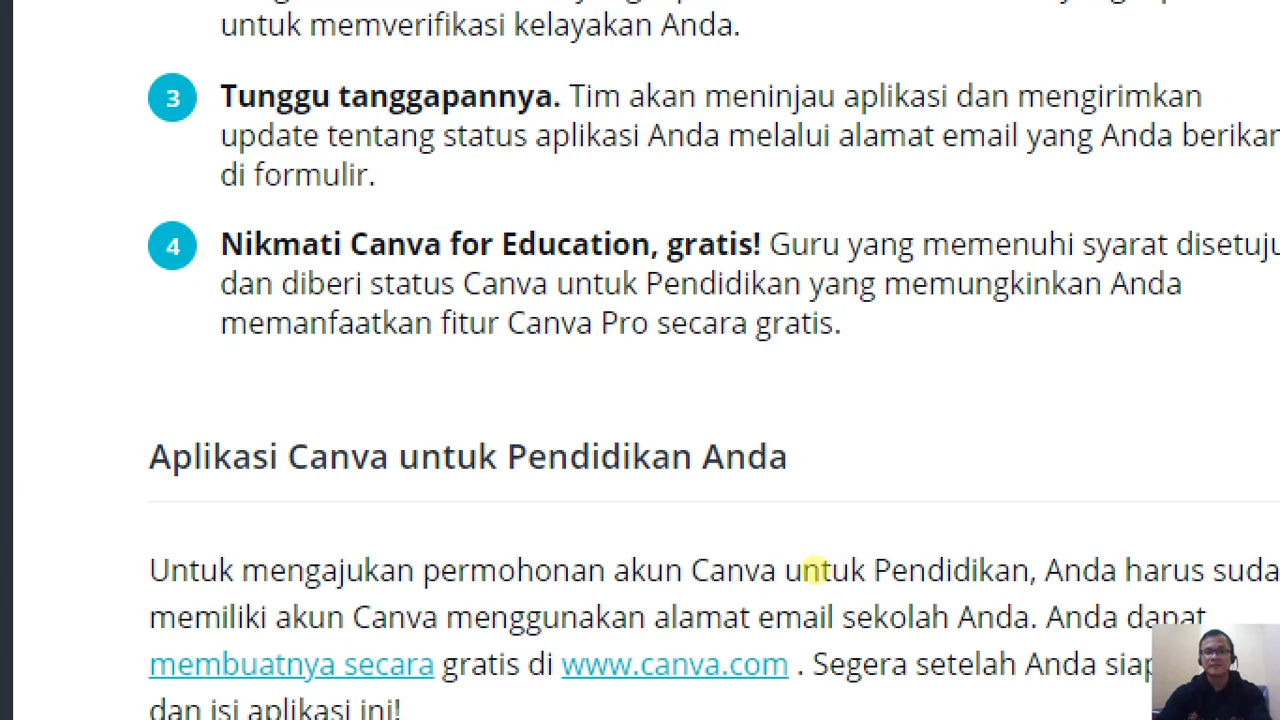 untuk memverifikasi kelayakan Anda.
3 Tunggu tanggapannya. Tim akan meninjau aplikasi dan mengirimkan
update tentang status aplikasi Anda melalui alamat email yang Anda berikan
di formulir.
4 Nikmati Canva for Education, gratis! Guru yang memenuhi syarat disetuju
dan diberi status Canva untuk Pendidikan yang memungkinkan Anda
memanfaatkan fitur Canva Pro secara gratis.
Aplikasi Canva untuk Pendidikan Anda
Untuk mengajukan permohonan akun Canva untuk Pendidikan, Anda harus suda
memiliki akun Canva menggunakan alamat email sekolah Anda. Anda dapat
membuatnya secara gratis di www.canva.com . Segera setelah Anda siap
dan isi aplikasi ini!